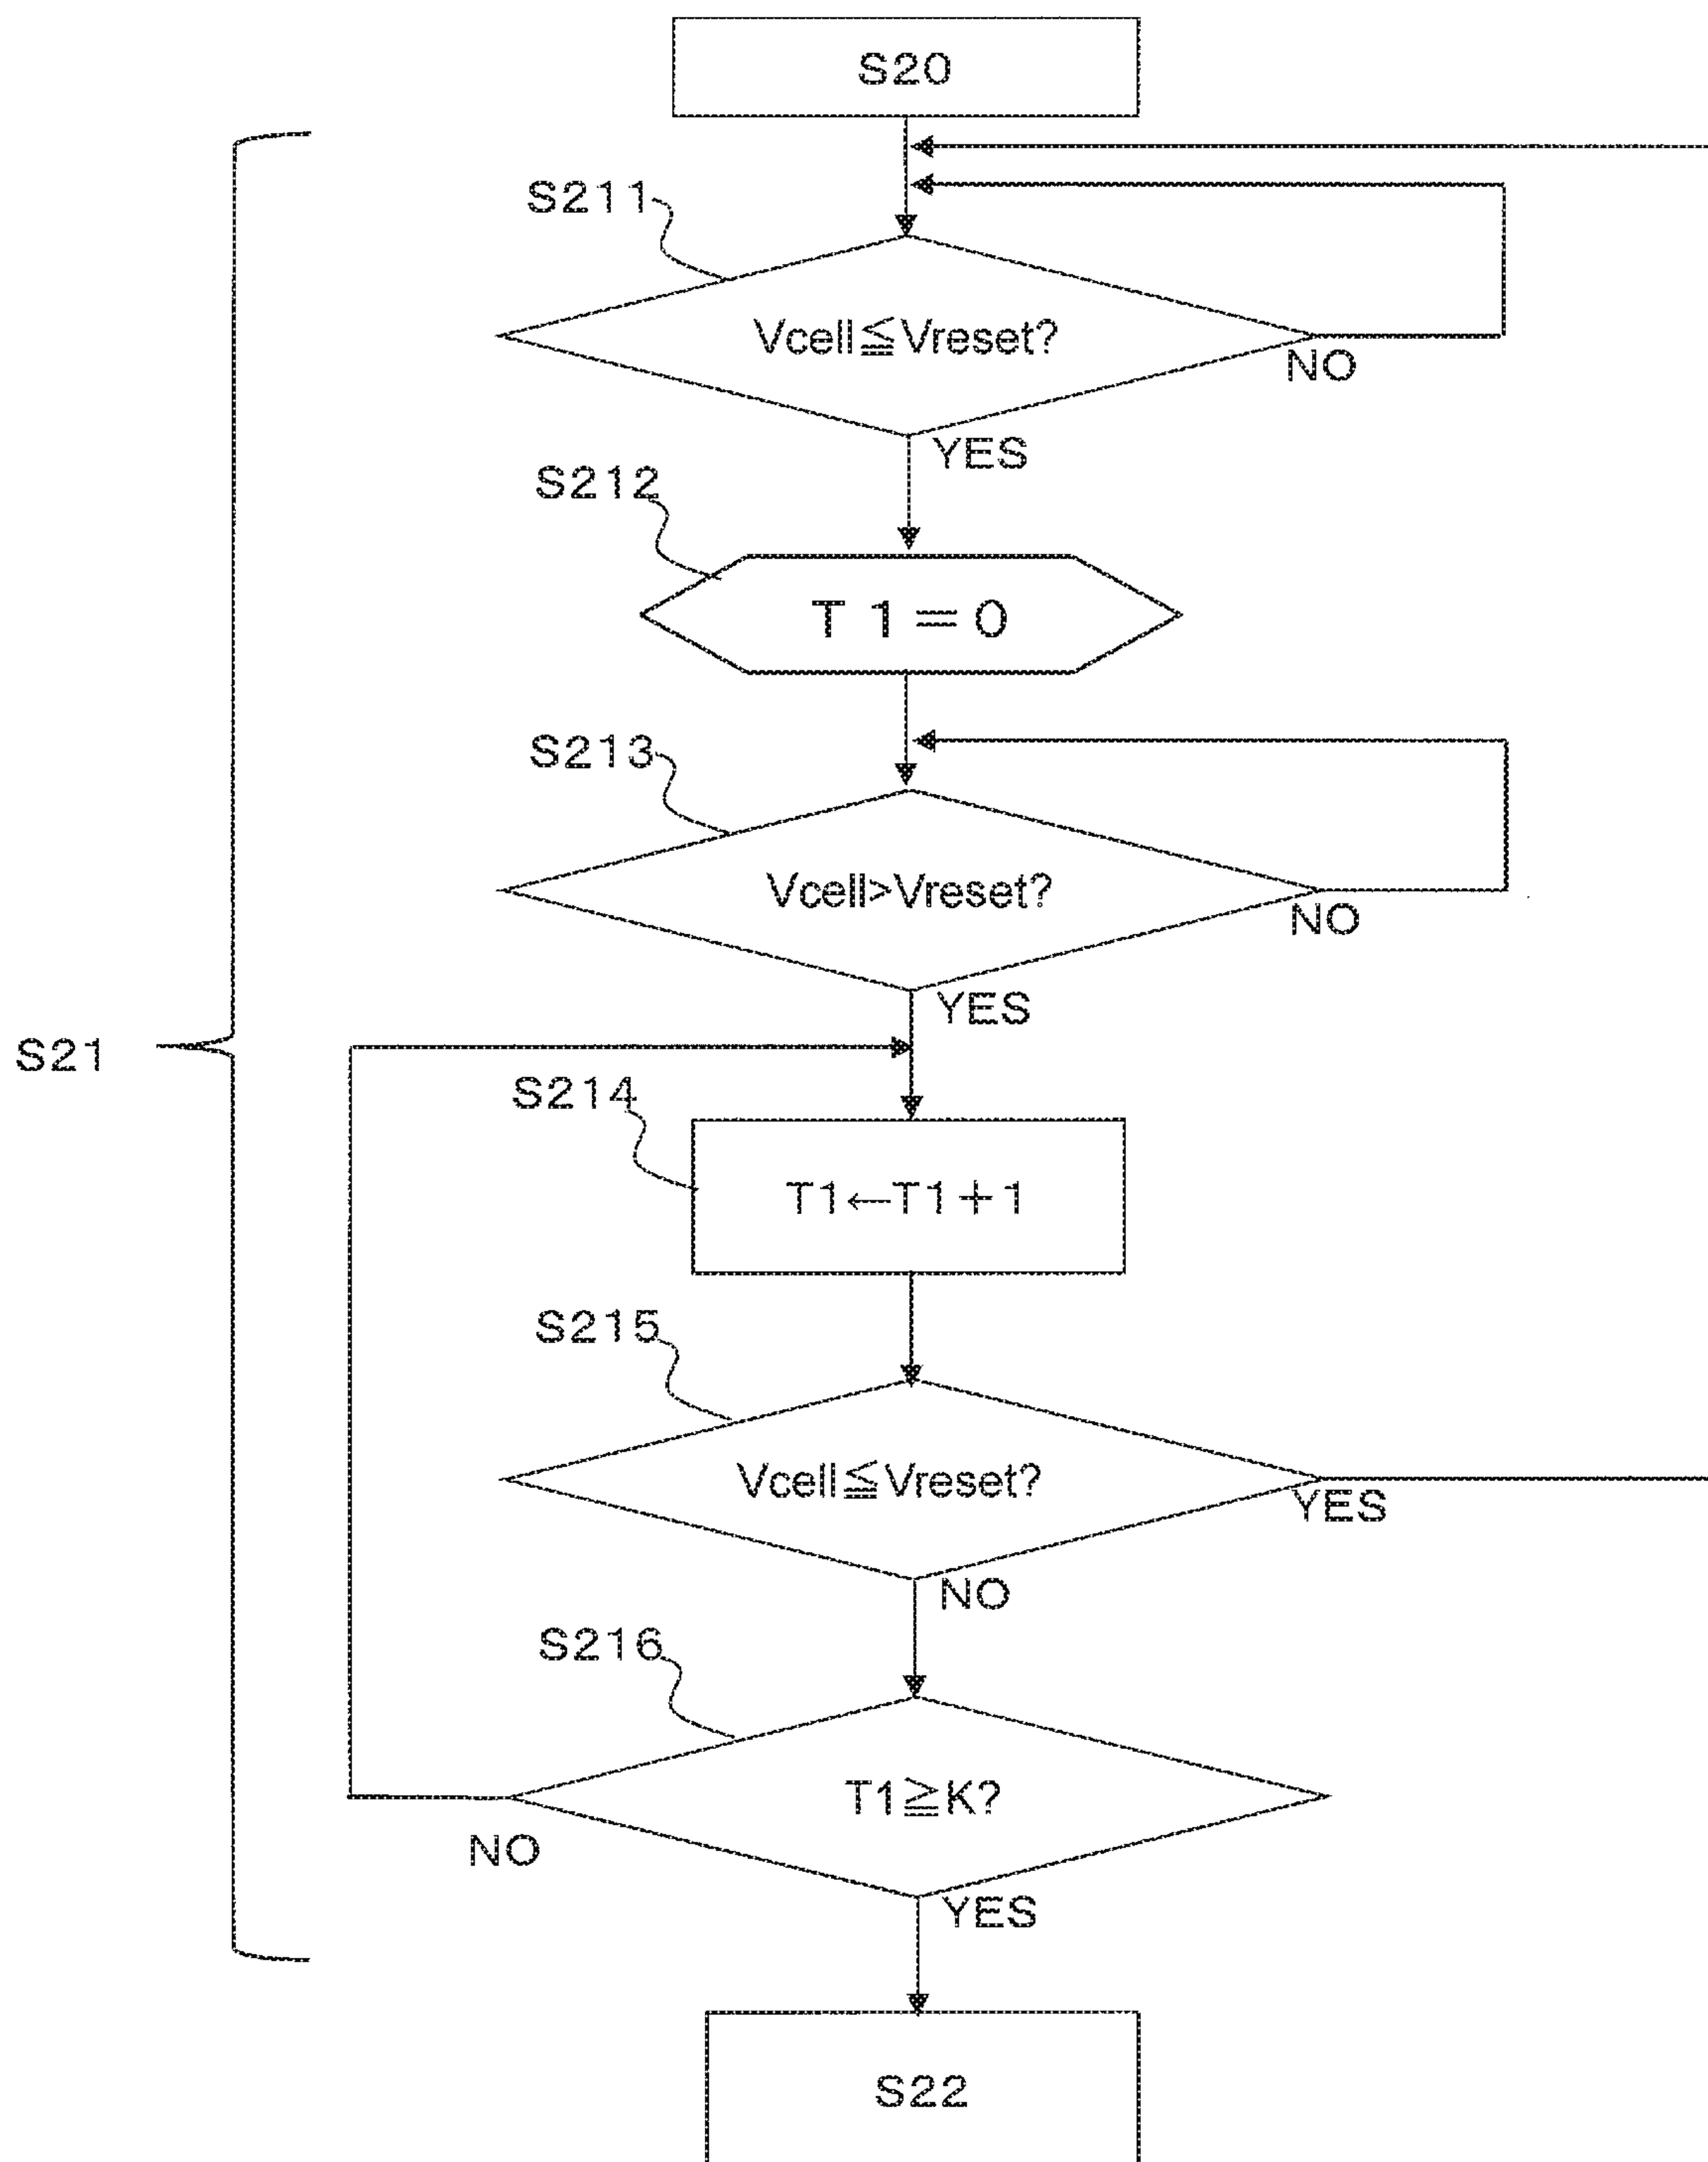 S20
S211
Vcell≦Vreset?
NO
YES
S212
T 1＝0
S213
Vcell>Vreset?
NO
YES
S21
S214
T1←T1＋1
S215
Vcell≦Vreset?
YES
NO
S216
T1≧K?
NO
YES
S22